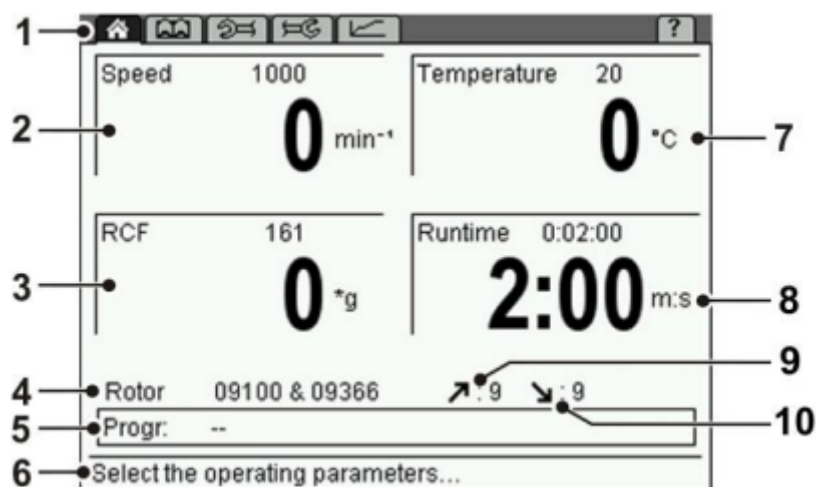 1 ?
Speed 1000 Temperature 20
2 0 min⁻¹ 0 °C 7
RCF 161 Runtime 0:02:00
3 0 *g 2:00 m:s 8
9
4 Rotor 09100 & 09366 ↗ : 9 ↘ : 9
10
5 Progr: --
6 Select the operating parameters...